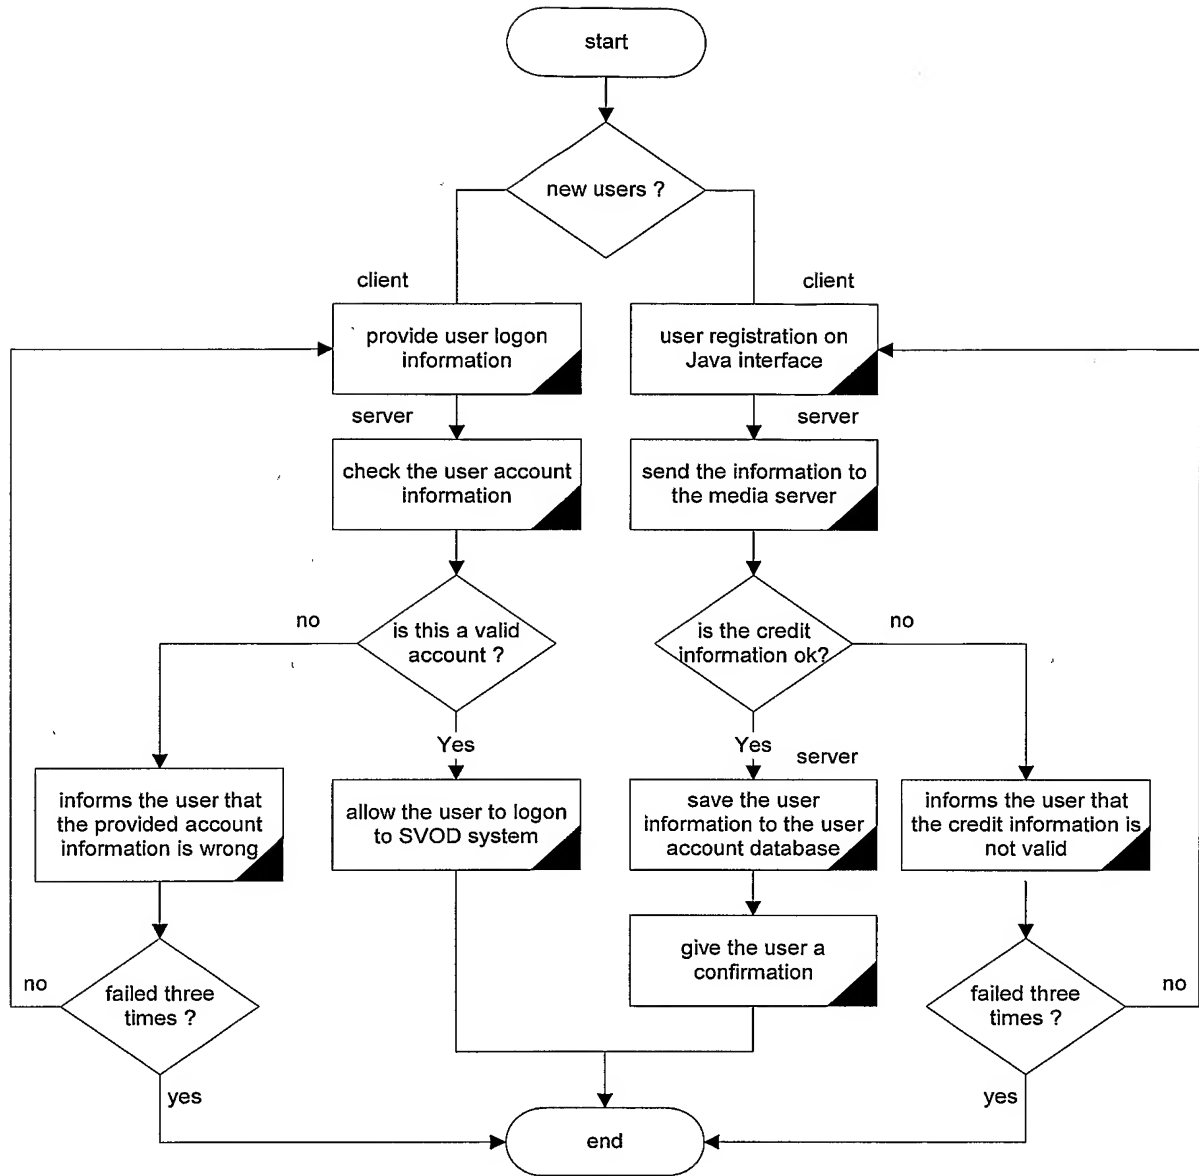 start
new users ?
client
client
provide user logon
information
user registration on
Java interface
server
server
check the user account
information
send the information to
the media server
no
is this a valid
account ?
is the credit
information ok?
no
Yes
Yes
server
informs the user that
the provided account
information is wrong
allow the user to logon
to SVOD system
save the user
information to the user
account database
informs the user that
the credit information is
not valid
give the user a
confirmation
no
failed three
times ?
failed three
times ?
no
yes
yes
end